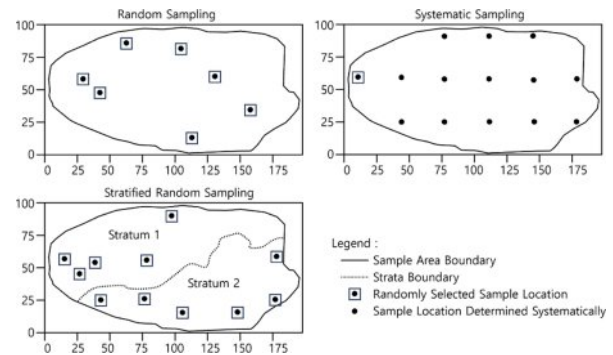 Random Sampling
100
75
50
25
0
0 25 50 75 100 125 150 175
Systematic Sampling
100
75
50
25
0
0 25 50 75 100 125 150 175
Stratified Random Sampling
100
75
50
25
0
Stratum 1
Stratum 2
0 25 50 75 100 125 150 175
Legend :
Sample Area Boundary
Strata Boundary
Randomly Selected Sample Location
Sample Location Determined Systematically